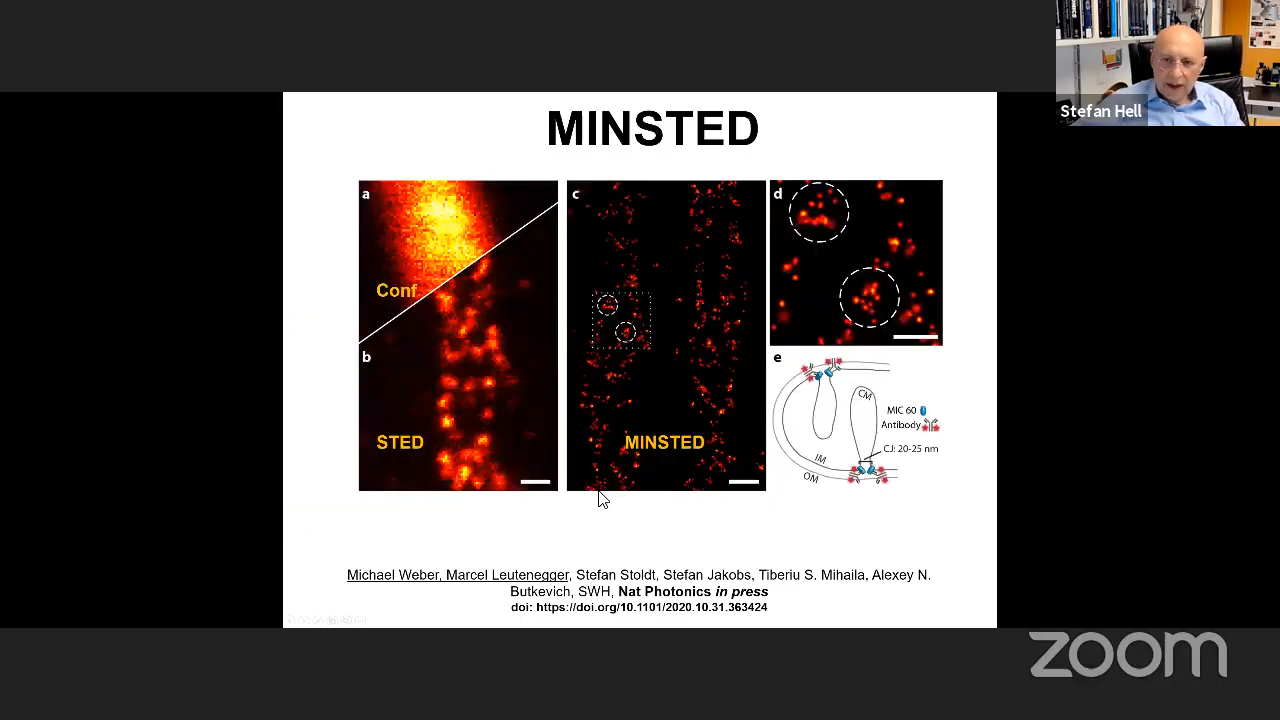 Stefan Hell
MINSTED
a
Conf
b
STED
c
MINSTED
d
e
CM
MIC 60
Antibody
CJ: 20-25 nm
IM
OM
Michael Weber, Marcel Leutenegger, Stefan Stoldt, Stefan Jakobs, Tiberiu S. Mihaila, Alexey N.
Butkevich, SWH, Nat Photonics in press
doi: https://doi.org/10.1101/2020.10.31.363424
zoom